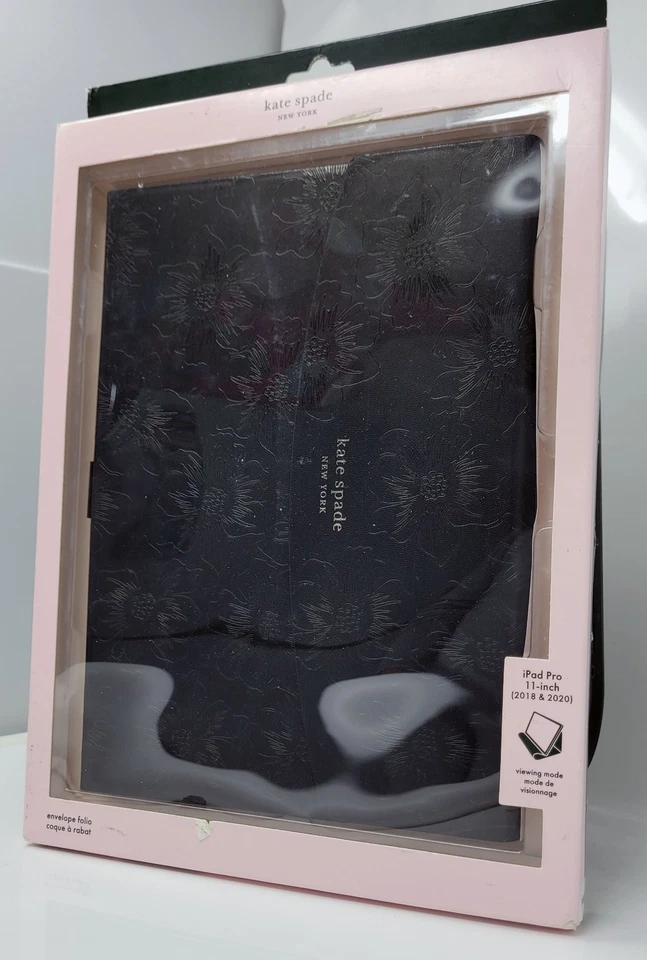 kate spade
NEW YORK
kate spade
NEW YORK
iPad Pro
11-inch
(2018 & 2020)
viewing mode
mode de
visionnage
envelope folio
coque à rabat